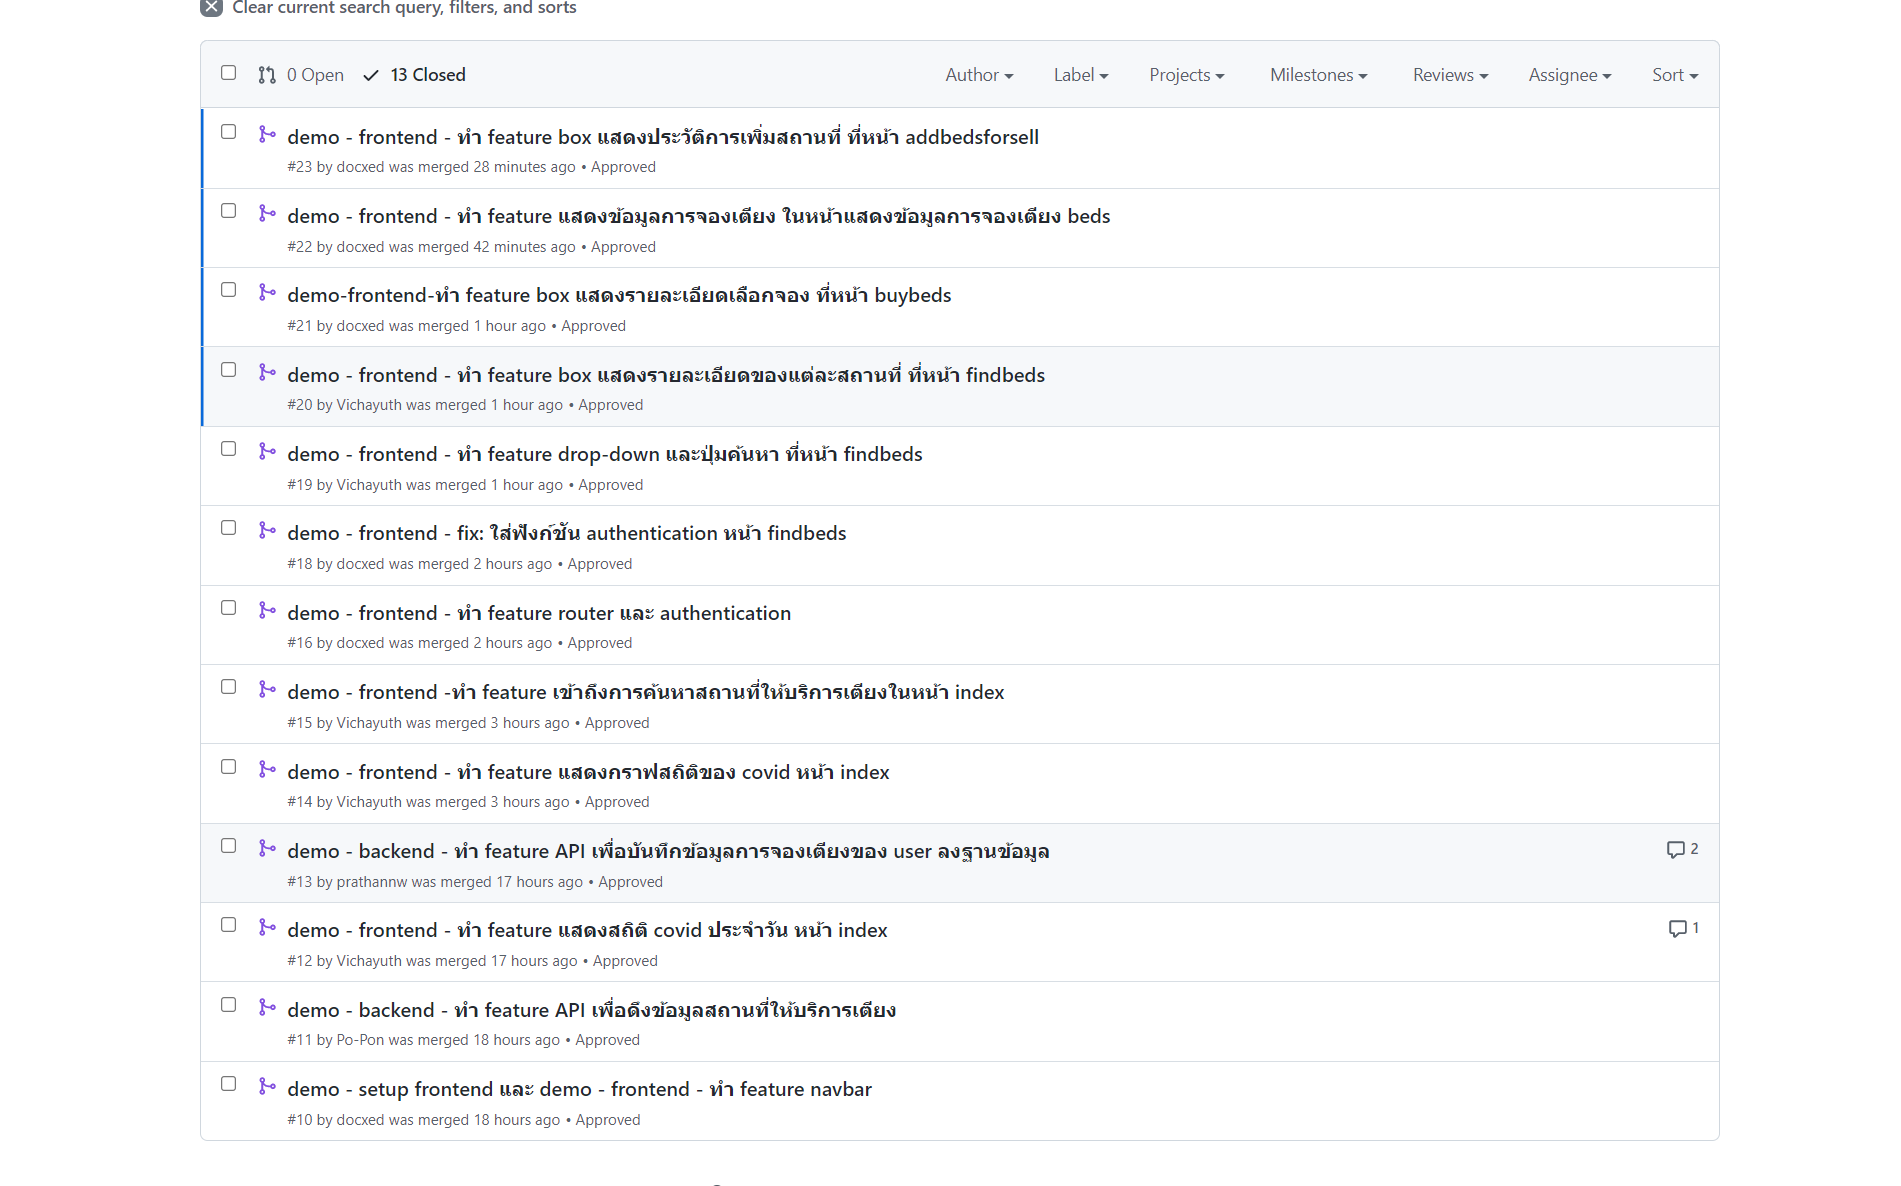 Clear current search query, filters, and sorts
0 Open 13 Closed Author Label Projects Milestones Reviews Assignee Sort
demo - frontend - ทำ feature box แสดงประวัติการเพิ่มสถานที่ ที่หน้า addbedsforsell
#23 by docxed was merged 28 minutes ago • Approved
demo - frontend - ทำ feature แสดงข้อมูลการจองเตียง ในหน้าแสดงข้อมูลการจองเตียง beds
#22 by docxed was merged 42 minutes ago • Approved
demo-frontend-ทำ feature box แสดงรายละเอียดเลือกจอง ที่หน้า buybeds
#21 by docxed was merged 1 hour ago • Approved
demo - frontend - ทำ feature box แสดงรายละเอียดของแต่ละสถานที่ ที่หน้า findbeds
#20 by Vichayuth was merged 1 hour ago • Approved
demo - frontend - ทำ feature drop-down และปุ่มค้นหา ที่หน้า findbeds
#19 by Vichayuth was merged 1 hour ago • Approved
demo - frontend - fix: ใส่ฟังก์ชัน authentication หน้า findbeds
#18 by docxed was merged 2 hours ago • Approved
demo - frontend - ทำ feature router และ authentication
#16 by docxed was merged 2 hours ago • Approved
demo - frontend -ทำ feature เข้าถึงการค้นหาสถานที่ให้บริการเตียงในหน้า index
#15 by Vichayuth was merged 3 hours ago • Approved
demo - frontend - ทำ feature แสดงกราฟสถิติของ covid หน้า index
#14 by Vichayuth was merged 3 hours ago • Approved
demo - backend - ทำ feature API เพื่อบันทึกข้อมูลการจองเตียงของ user ลงฐานข้อมูล 2
#13 by prathannw was merged 17 hours ago • Approved
demo - frontend - ทำ feature แสดงสถิติ covid ประจำวัน หน้า index 1
#12 by Vichayuth was merged 17 hours ago • Approved
demo - backend - ทำ feature API เพื่อดึงข้อมูลสถานที่ให้บริการเตียง
#11 by Po-Pon was merged 18 hours ago • Approved
demo - setup frontend และ demo - frontend - ทำ feature navbar
#10 by docxed was merged 18 hours ago • Approved